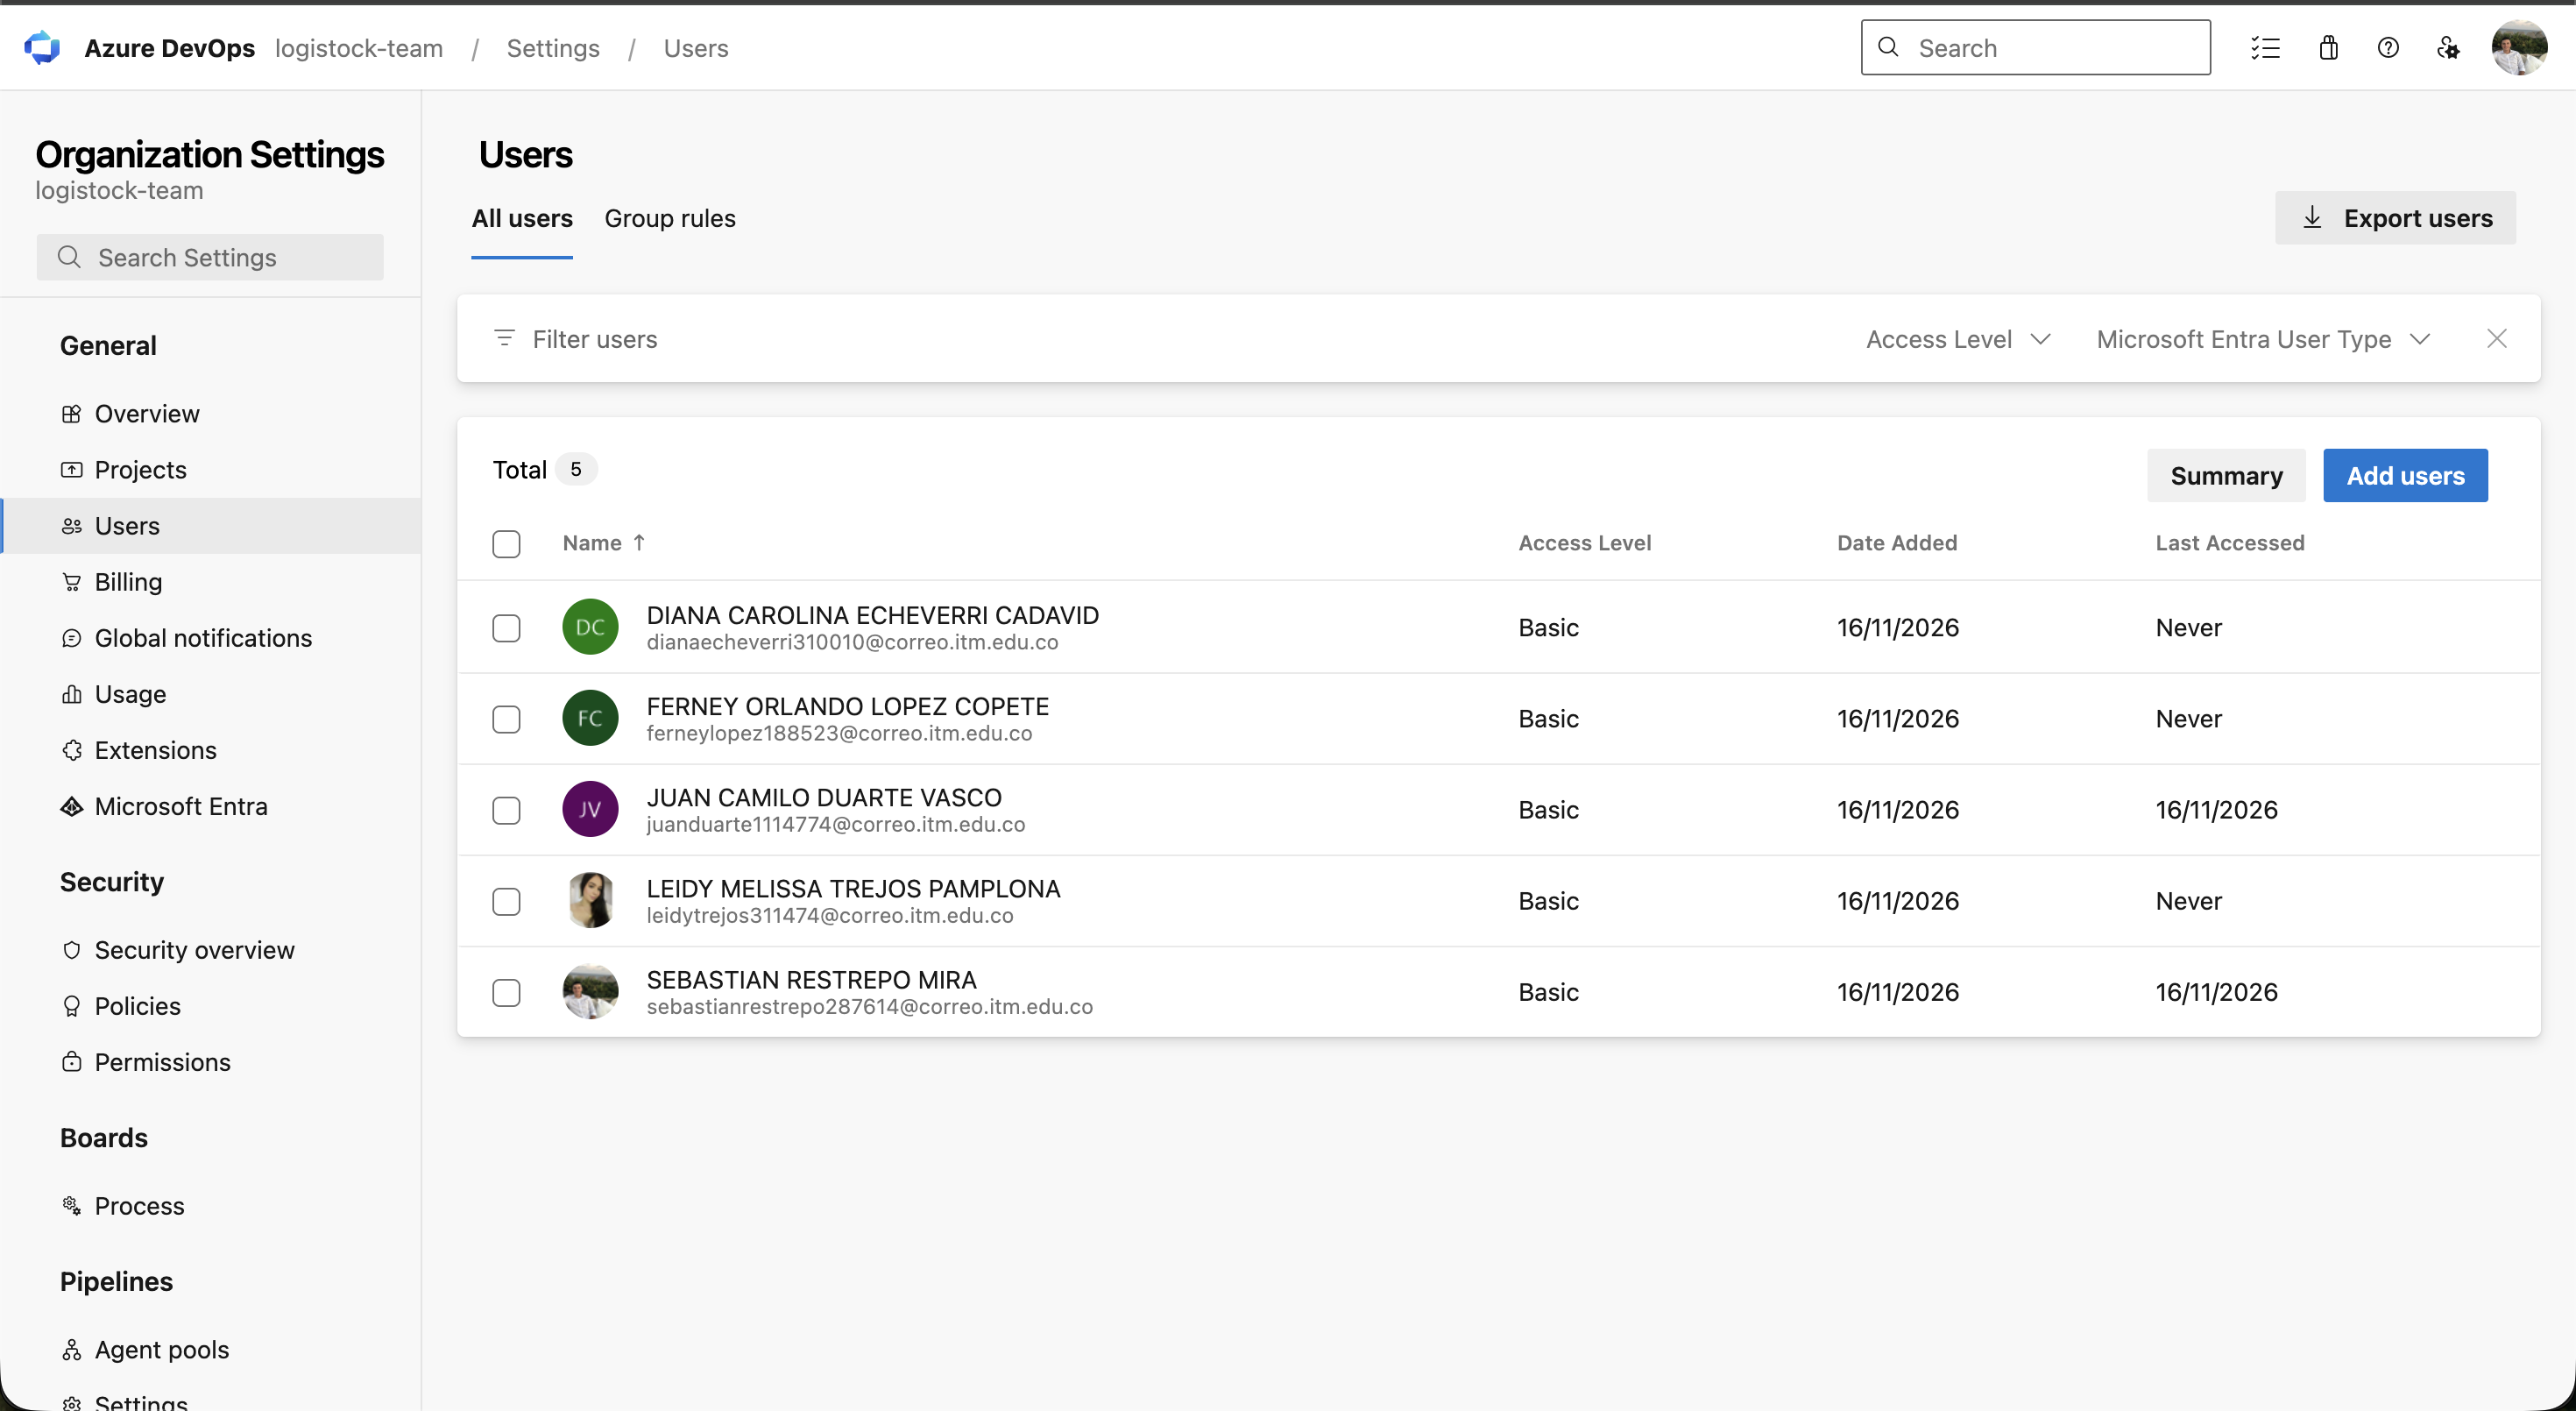 Azure DevOps logistock-team / Settings / Users
Search
Organization Settings
logistock-team
Search Settings
General
Overview
Projects
Users
Billing
Global notifications
Usage
Extensions
Microsoft Entra
Security
Security overview
Policies
Permissions
Boards
Process
Pipelines
Agent pools
Settings
Users
All users Group rules
Export users
Filter users Access Level Microsoft Entra User Type
Total 5
Summary Add users
Name Access Level Date Added Last Accessed
DC DIANA CAROLINA ECHEVERRI CADAVID Basic 16/11/2026 Never
dianaecheverri310010@correo.itm.edu.co
FC FERNEY ORLANDO LOPEZ COPETE Basic 16/11/2026 Never
ferneylopez188523@correo.itm.edu.co
JV JUAN CAMILO DUARTE VASCO Basic 16/11/2026 16/11/2026
juanduarte1114774@correo.itm.edu.co
LEIDY MELISSA TREJOS PAMPLONA Basic 16/11/2026 Never
leidytrejos311474@correo.itm.edu.co
SEBASTIAN RESTREPO MIRA Basic 16/11/2026 16/11/2026
sebastianrestrepo287614@correo.itm.edu.co